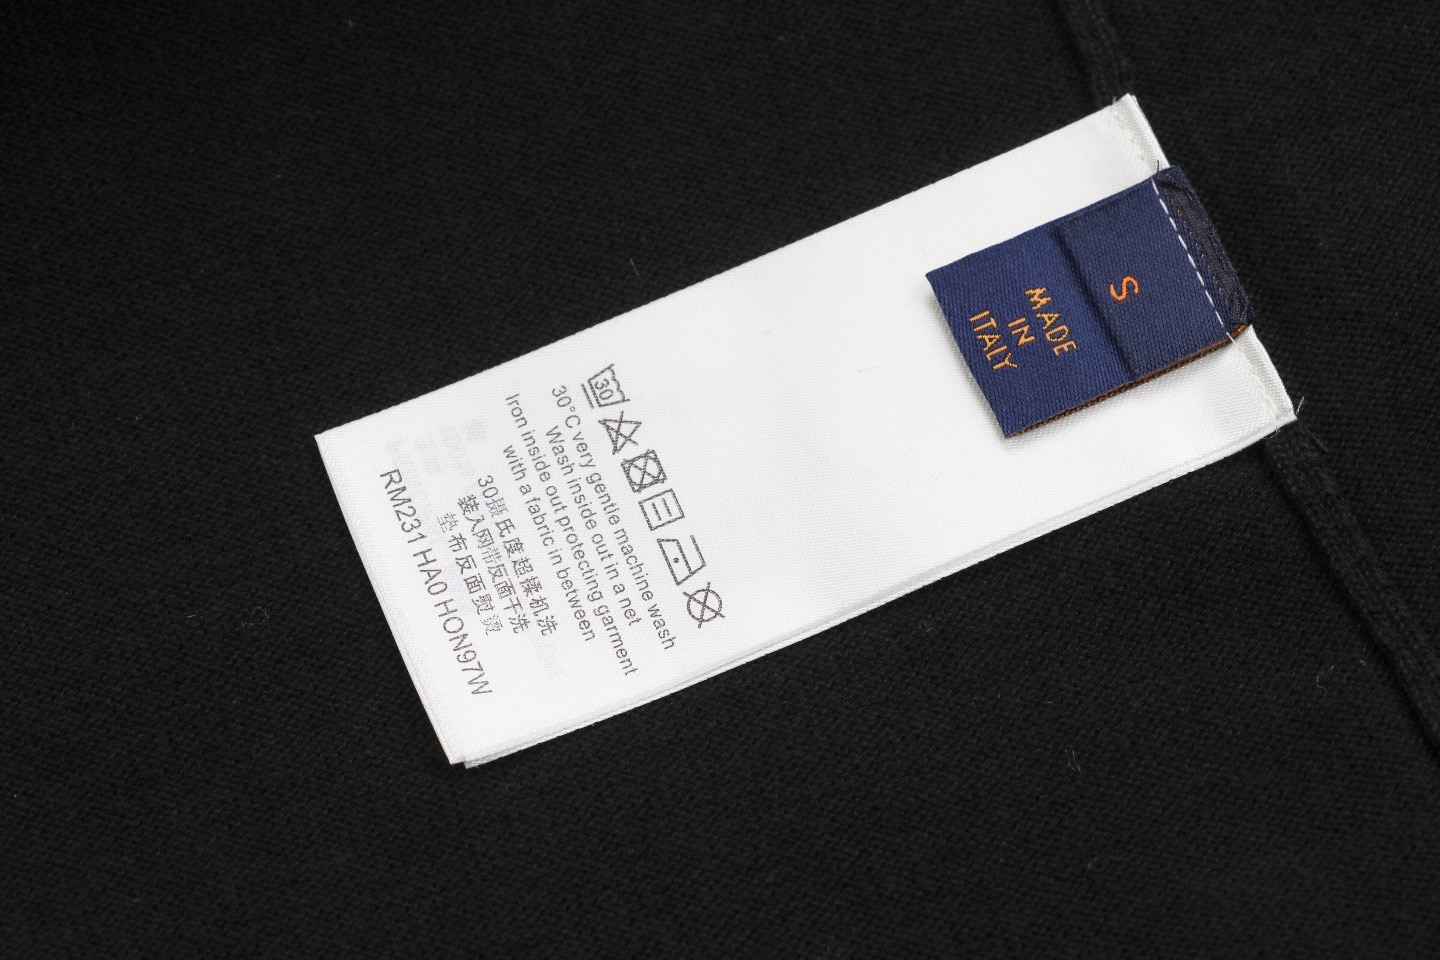 S
MADE
IN
ITALY
30
30°C very gentle machine wash
Wash inside out in a net
Iron inside out protecting garment
with a fabric in between
30摄氏度超揉机洗
装入网带反面干洗
垫布反面熨烫
RM231 HA0 HON97W